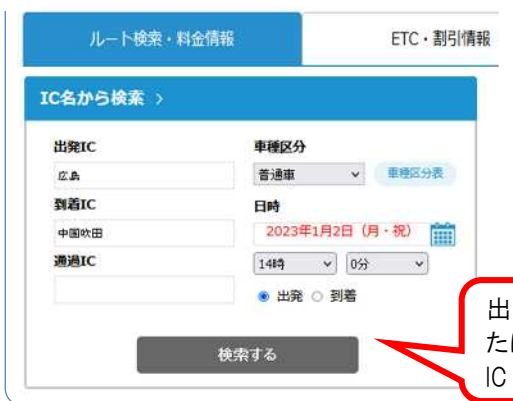 ルート検索・料金情報
ETC・割引情報
IC名から検索 >
出発IC
車種区分
広島
普通車
車種区分表
到着IC
日時
中国吹田
2023年1月2日（月・祝）
通過IC
14時
0分
出発
到着
検索する
出
IC